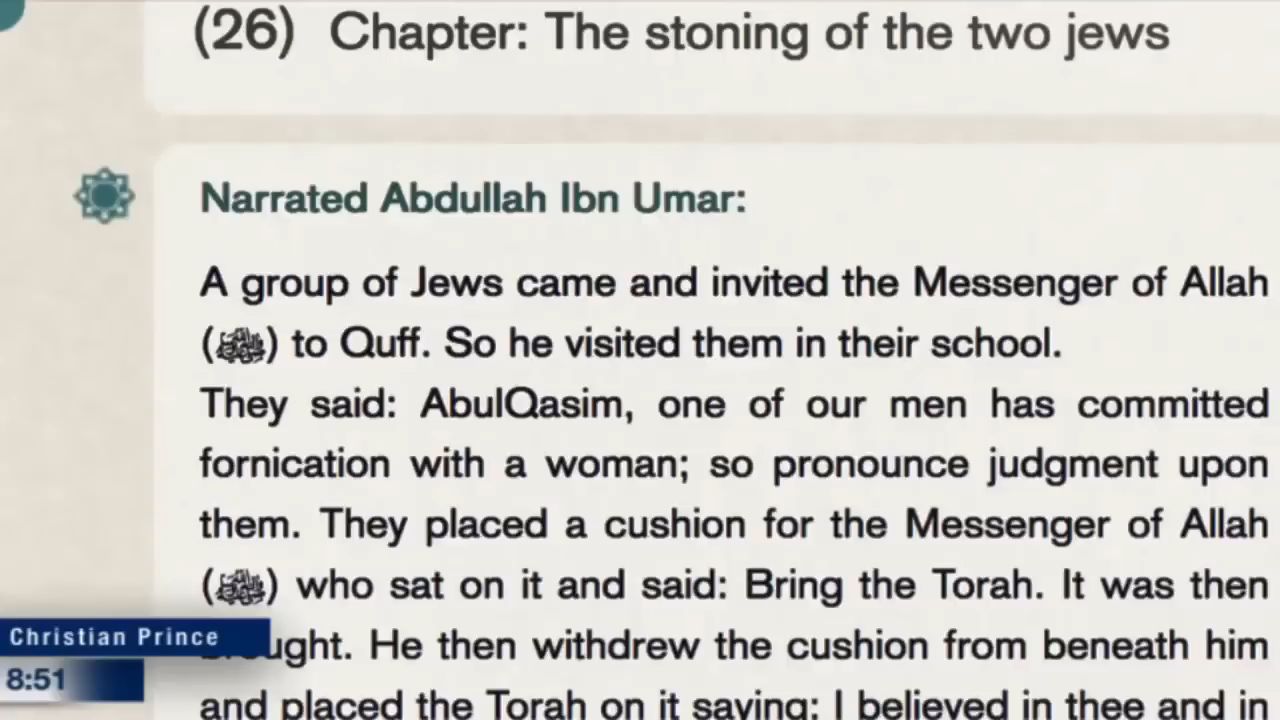 (26) Chapter: The stoning of the two jews
Narrated Abdullah Ibn Umar:
A group of Jews came and invited the Messenger of Allah
(ﷺ) to Quff. So he visited them in their school.
They said: AbulQasim, one of our men has committed
fornication with a woman; so pronounce judgment upon
them. They placed a cushion for the Messenger of Allah
(ﷺ) who sat on it and said: Bring the Torah. It was then
He then withdrew the cushion from beneath him
and placed the Torah on it saying: I believed in thee and in
Christian Prince
8:51